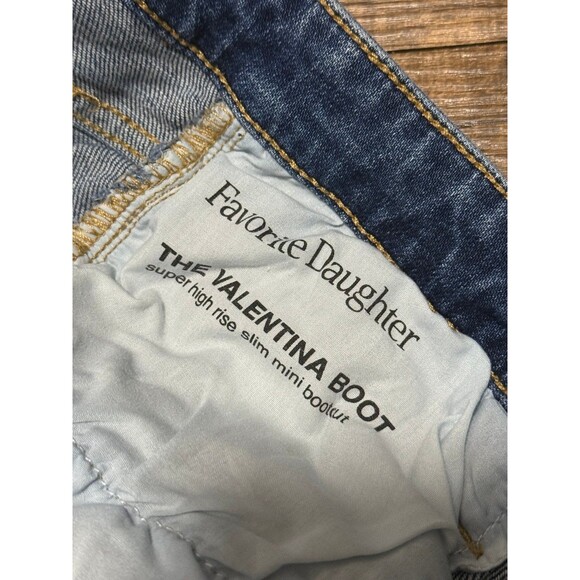 Favorite Daughter
THE VALENTINA BOOT
super high rise slim mini bootcut